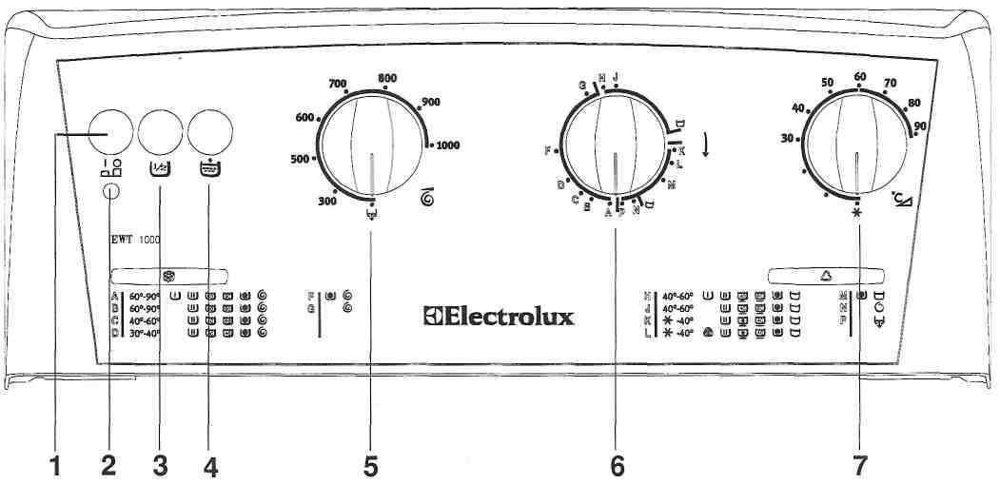 700 800
600 900
500 1000
300
H J
G D
F K
L
D M
C
B A P N D
50 60 70
40 80
30 90
°C
1/2
EWT 1000
A 60°-90°
B 60°-90°
C 40°-60°
D 30°-40°
F
G
Electrolux
H 40°-60°
J 40°-60°
K -40°
L -40°
M
N
P
1 2 3 4 5 6 7